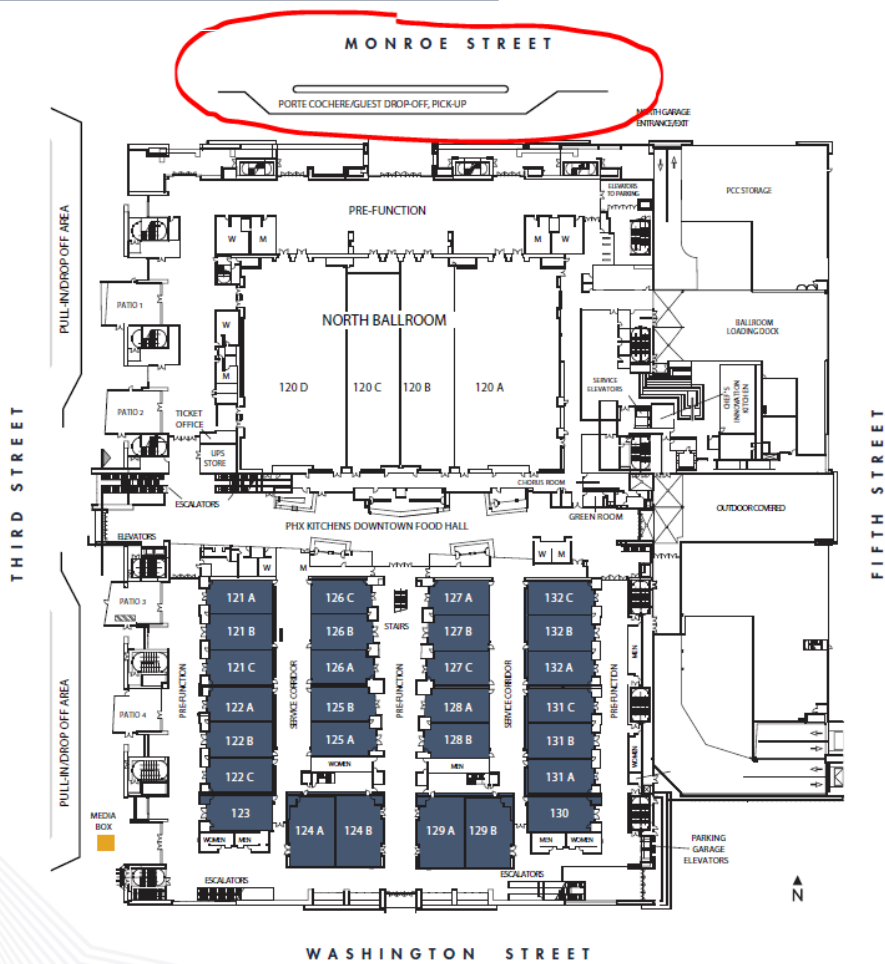 MONROE STREET
PORTE COCHERE/GUEST DROP-OFF, PICK-UP
NORTH GARAGE
ENTRANCE/EXIT
PULL-IN/DROP OFF AREA
ELEVATORS
TO PARKING
PCC STORAGE
PRE-FUNCTION
W
M
M
W
PATIO 1
NORTH BALLROOM
BALLROOM
LOADING DOCK
W
M
120 D
120 C
120 B
120 A
SERVICE
ELEVATORS
CHEF'S
INNOVATION
KITCHEN
PATIO 2
TICKET
OFFICE
UPS
STORE
THIRD STREET
FIFTH STREET
ESCALATORS
CHORUS ROOM
GREEN ROOM
OUTDOOR COVERED
PHX KITCHENS DOWNTOWN FOOD HALL
ELEVATORS
W
M
W
M
PATIO 3
121 A
126 C
127 A
132 C
STAIRS
121 B
126 B
127 B
132 B
MEN
121 C
126 A
127 C
132 A
PRE-FUNCTION
SERVICE CORRIDOR
PRE-FUNCTION
SERVICE CORRIDOR
PRE-FUNCTION
PULL-IN/DROP OFF AREA
PATIO 4
122 A
125 B
128 A
131 C
122 B
125 A
128 B
131 B
WOMEN
WOMEN
MEN
122 C
131 A
MEDIA
BOX
123
124 A
124 B
129 A
129 B
130
WOMEN
MEN
MEN
WOMEN
PARKING
GARAGE
ELEVATORS
ESCALATORS
ESCALATORS
N
WASHINGTON STREET